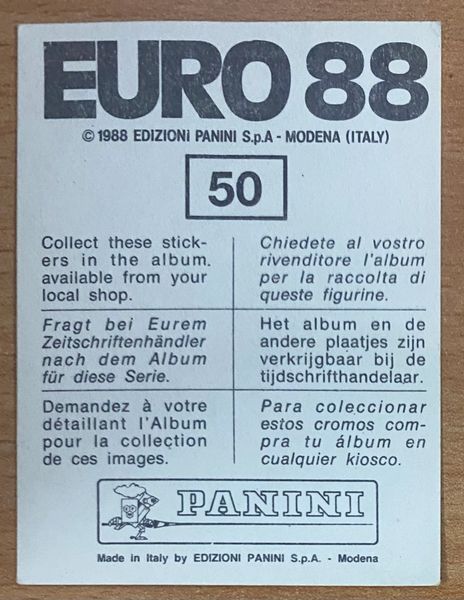 EURO 88
© 1988 EDIZIONI PANINI S.p.A - MODENA (ITALY)
50
Collect these stick-
ers in the album.
available from your
local shop.
Chiedete al vostro
rivenditore l'album
per la raccolta di
queste figurine.
Fragt bei Eurem
Zeitschriftenhändler
nach dem Album
für diese Serie.
Het album en de
andere plaatjes zijn
verkrijgbaar bij de
tijdschrifthandelaar.
Demandez à votre
détaillant l'Album
pour la collection
de ces images.
Para coleccionar
estos cromos com-
pra tu álbum en
cualquier kiosco.
PANINI
Made in Italy by EDIZIONI PANINI S.p.A. - Modena